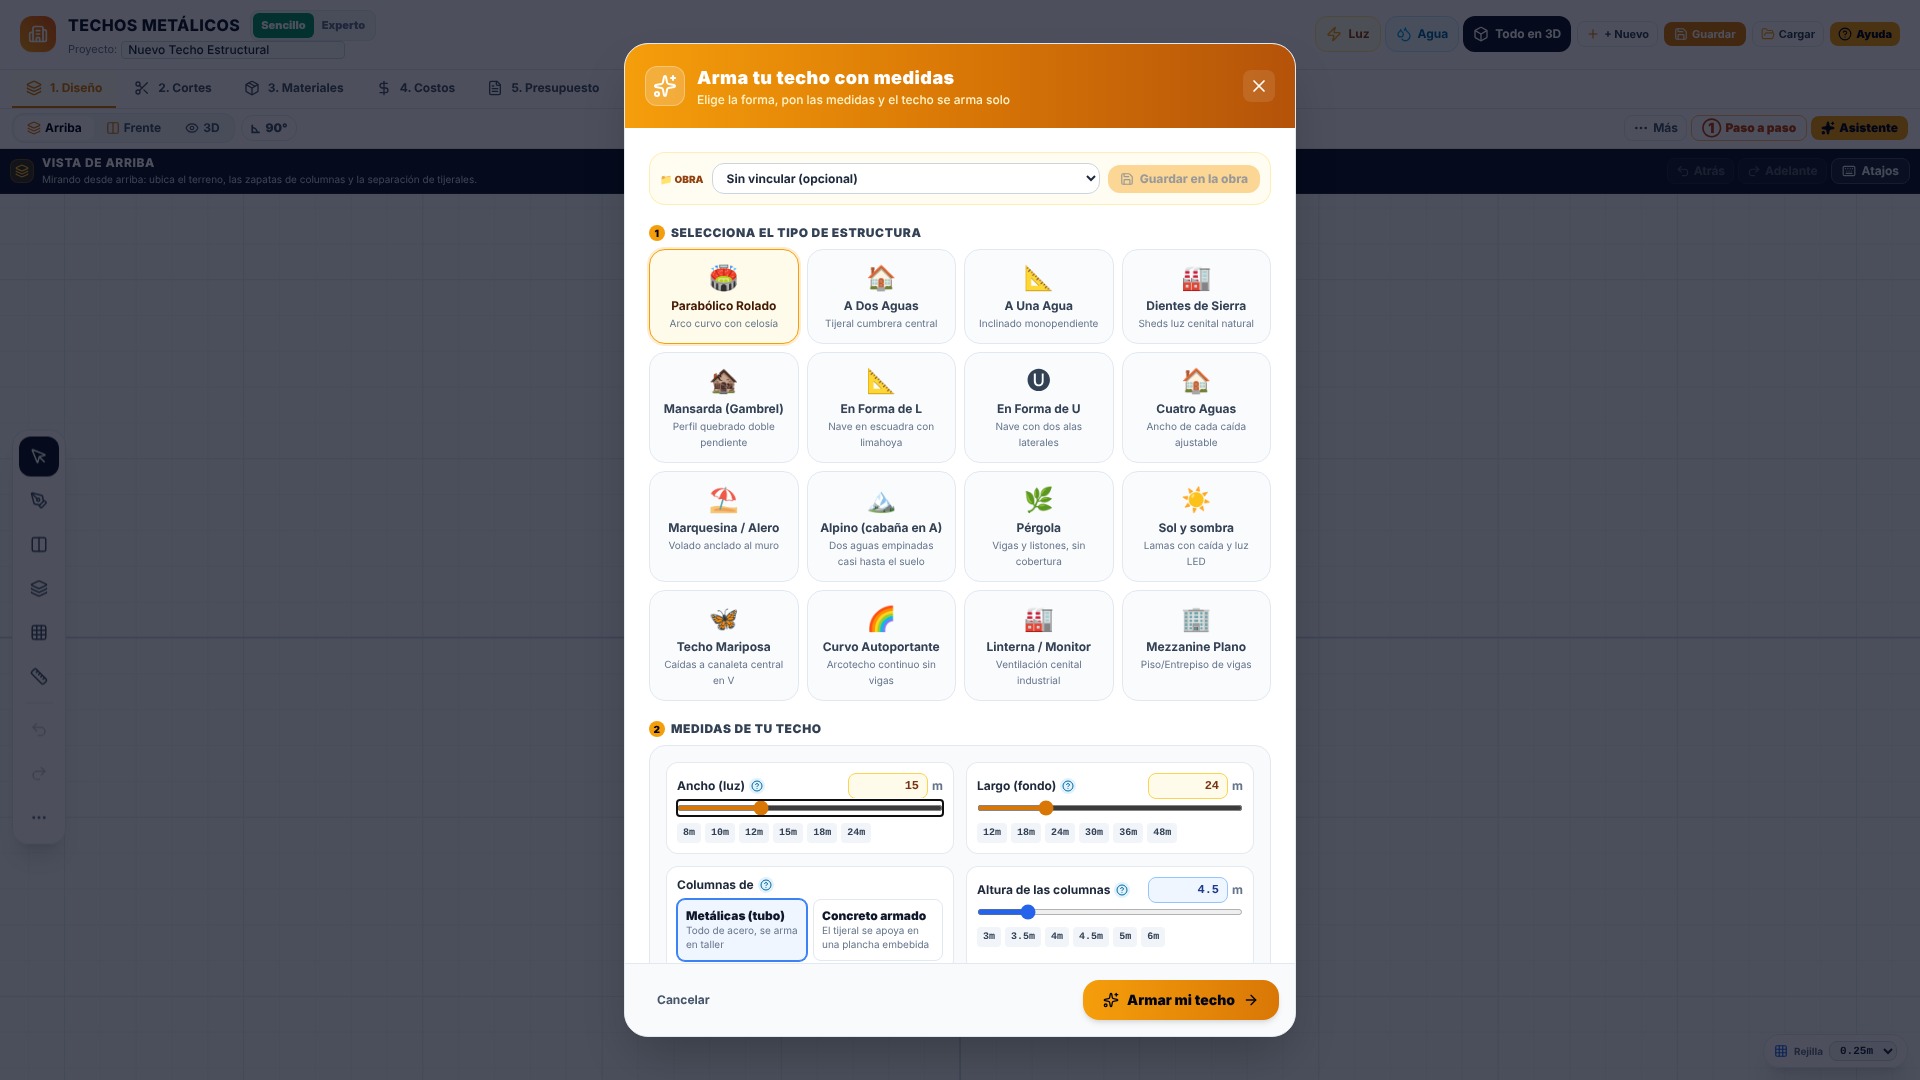 TECHOS METÁLICOS
Sencillo
Experto
Proyecto:
Nuevo Techo Estructural
Luz
Agua
Todo en 3D
+ Nuevo
Guardar
Cargar
Ayuda
1. Diseño
2. Cortes
3. Materiales
4. Costos
5. Presupuesto
Arriba
Frente
3D
90°
Más
1 Paso a paso
Asistente
VISTA DE ARRIBA
Mirando desde arriba: ubica el terreno, las zapatas de columnas y la separación de tijerales.
Atrás
Adelante
Atajos
Arma tu techo con medidas
Elige la forma, pon las medidas y el techo se arma solo
OBRA
Sin vincular (opcional)
Guardar en la obra
1 SELECCIONA EL TIPO DE ESTRUCTURA
Parabólico Rolado
Arco curvo con celosía
A Dos Aguas
Tijeral cumbrera central
A Una Agua
Inclinado monopendiente
Dientes de Sierra
Sheds luz cenital natural
Mansarda (Gambrel)
Perfil quebrado doble
pendiente
En Forma de L
Nave en escuadra con
limahoya
U
En Forma de U
Nave con dos alas
laterales
Cuatro Aguas
Ancho de cada caída
ajustable
Marquesina / Alero
Volado anclado al muro
Alpino (cabaña en A)
Dos aguas empinadas
casi hasta el suelo
Pérgola
Vigas y listones, sin
cobertura
Sol y sombra
Lamas con caída y luz
LED
Techo Mariposa
Caídas a canaleta central
en V
Curvo Autoportante
Arcotecho continuo sin
vigas
Linterna / Monitor
Ventilación cenital
industrial
Mezzanine Plano
Piso/Entrepiso de vigas
2 MEDIDAS DE TU TECHO
Ancho (luz) ? 15 m
8m 10m 12m 15m 18m 24m
Largo (fondo) ? 24 m
12m 18m 24m 30m 36m 48m
Columnas de ?
Metálicas (tubo)
Todo de acero, se arma
en taller
Concreto armado
El tijeral se apoya en
una plancha embebida
Altura de las columnas ? 4.5 m
3m 3.5m 4m 4.5m 5m 6m
Cancelar
Armar mi techo
Rejilla 0.25m